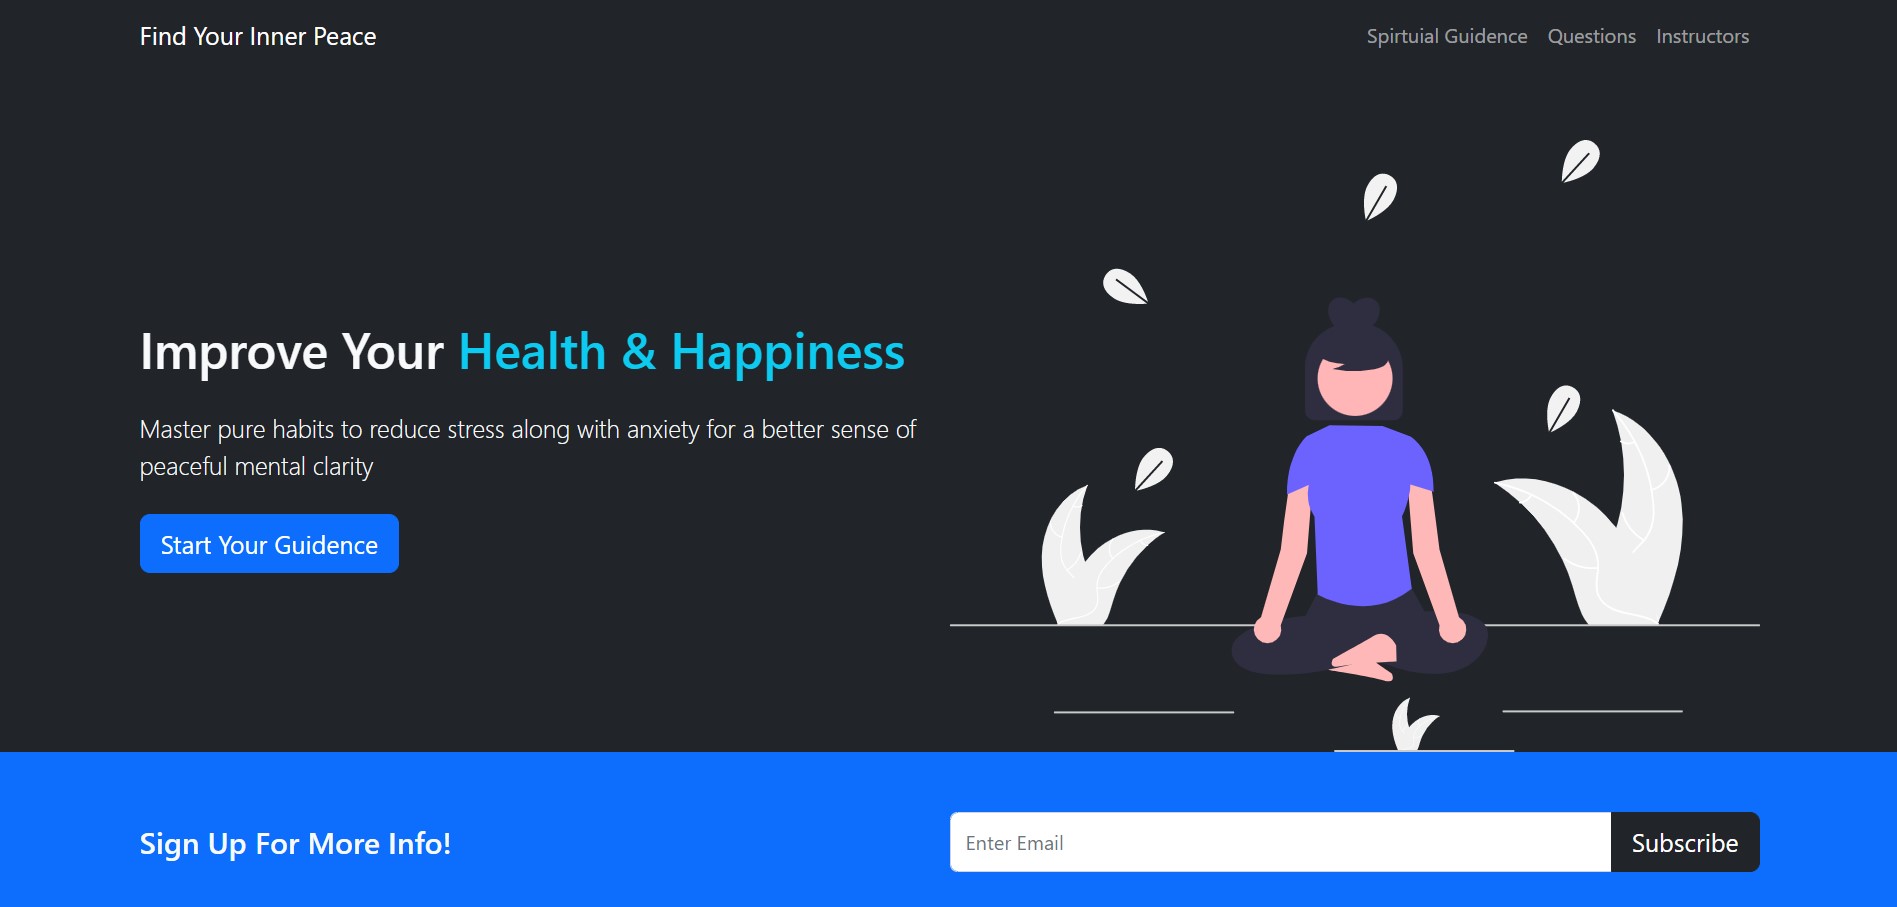 Find Your Inner Peace
Spirtuial Guidence
Questions
Instructors
Improve Your Health & Happiness
Master pure habits to reduce stress along with anxiety for a better sense of
peaceful mental clarity
Start Your Guidence
Sign Up For More Info!
Enter Email
Subscribe